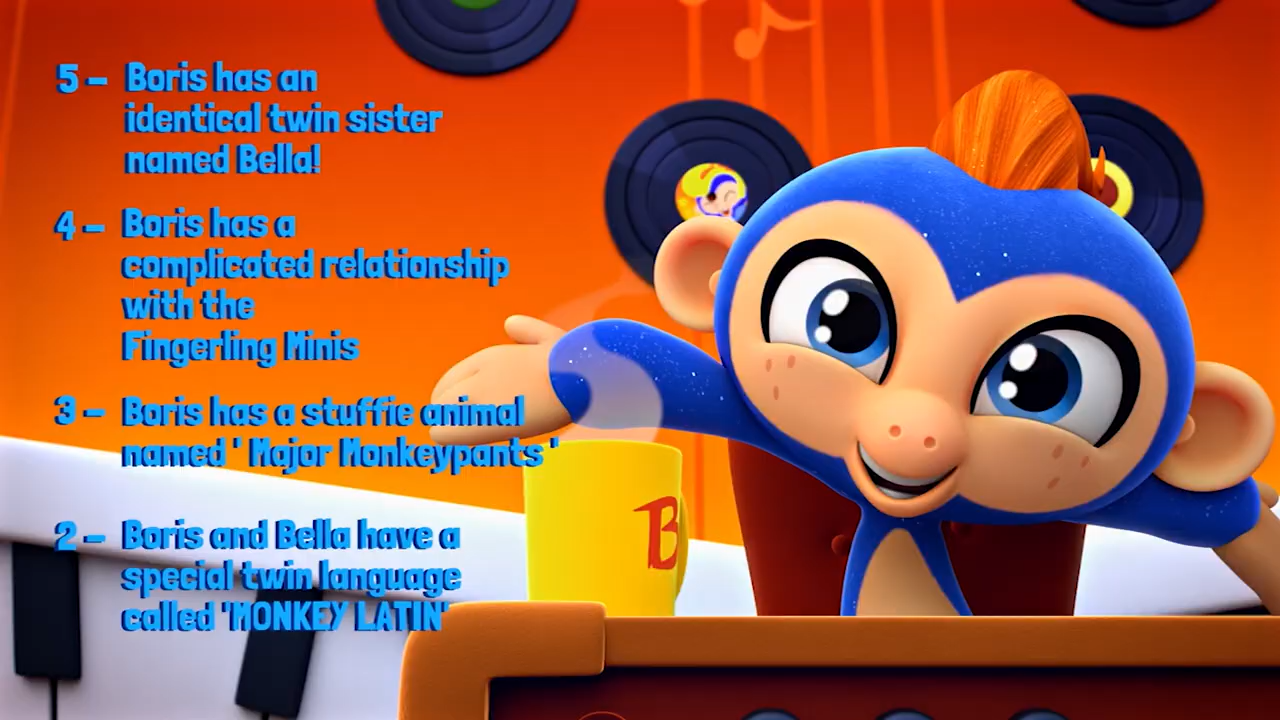 5 - Boris has an
identical twin sister
named Bella!
4 - Boris has a
complicated relationship
with the
Fingerling Minis
3 - Boris has a stuffie animal
named ' Major Monkeypants '
2 - Boris and Bella have a
special twin language
called 'MONKEY LATIN'
B